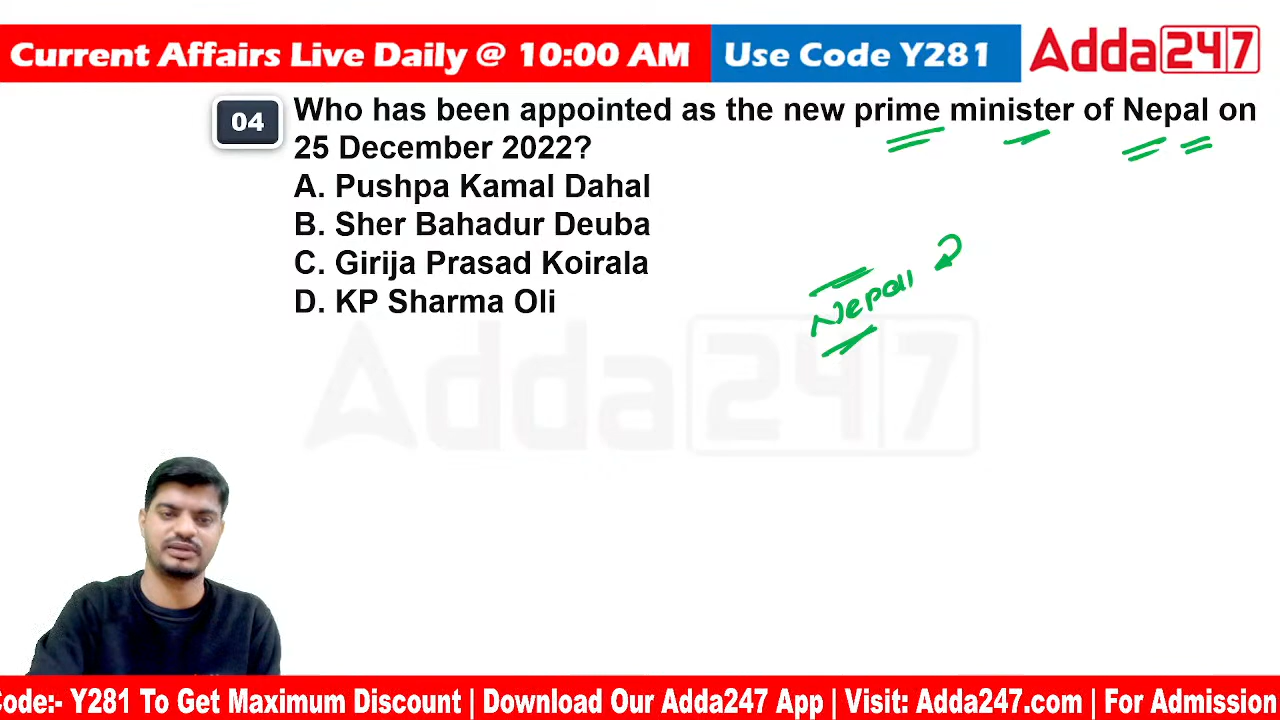 Current Affairs Live Daily @ 10:00 AM
Use Code Y281
Adda247
04
Who has been appointed as the new prime minister of Nepal on
25 December 2022?
A. Pushpa Kamal Dahal
B. Sher Bahadur Deuba
C. Girija Prasad Koirala
D. KP Sharma Oli
Nepal
Adda247
Code:- Y281 To Get Maximum Discount | Download Our Adda247 App | Visit: Adda247.com | For Admission